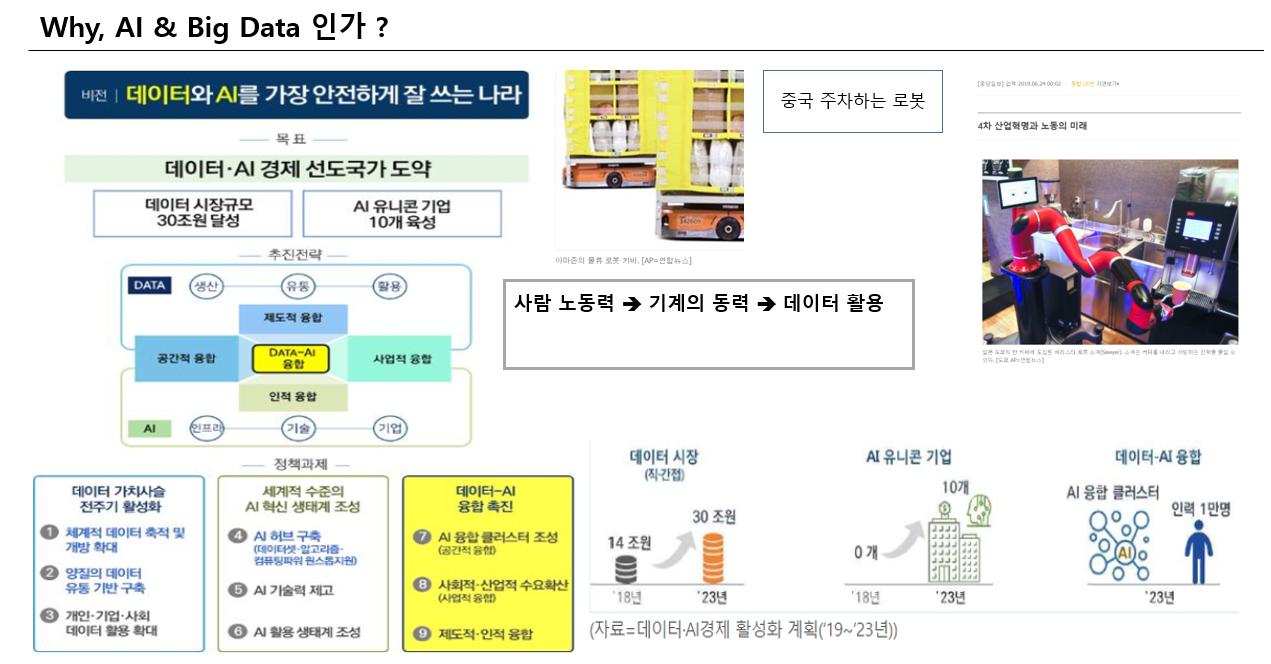 Why, AI & Big Data 인가 ?
비전 | 데이터와 AI를 가장 안전하게 잘 쓰는 나라
목 표
데이터·AI 경제 선도국가 도약
데이터 시장규모
30조원 달성
AI 유니콘 기업
10개 육성
추진전략
DATA
생산
유통
활용
제도적 융합
공간적 융합
DATA-AI
융합
사업적 융합
인적 융합
AI
인프라
기술
기업
정책과제
데이터 가치사슬
전주기 활성화
1 체계적 데이터 축적 및
개방 확대
2 양질의 데이터
유통 기반 구축
3 개인·기업·사회
데이터 활용 확대
세계적 수준의
AI 혁신 생태계 조성
4 AI 허브 구축
(데이터셋·알고리즘·
컴퓨팅파워 원스톱지원)
5 AI 기술력 제고
6 AI 활용 생태계 조성
데이터-AI
융합 촉진
7 AI 융합 클러스터 조성
(공간적 융합)
8 사회적·산업적 수요확산
(사업적 융합)
9 제도적·인적 융합
아마존의 물류 로봇 키바. [AP=연합뉴스]
중국 주차하는 로봇
사람 노동력 ➔ 기계의 동력 ➔ 데이터 활용
[중앙일보] 입력 2019.06.24 00:02
4차 산업혁명과 노동의 미래
데이터 시장
(직·간접)
14 조원
30 조원
'18년
'23년
AI 유니콘 기업
0 개
10개
'18년
'23년
데이터-AI 융합
AI 융합 클러스터
인력 1만명
AI
'23년
(자료=데이터·AI경제 활성화 계획('19~'23년))